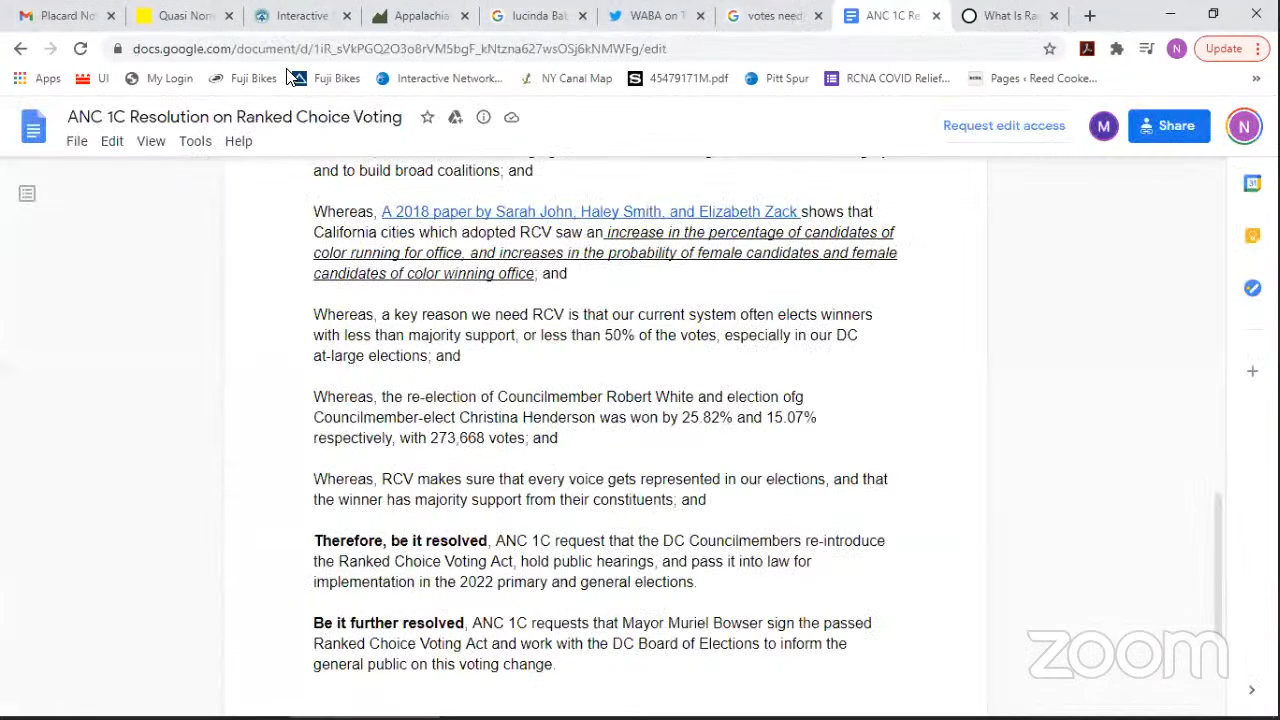 Placard No
Quasi Nor
Interactive
Appalachia
lucinda Bab
WABA on T
votes need
ANC 1C Re
What Is Ra
docs.google.com/document/d/1iR_sVkPGQ2O3o8rVM5bgF_kNtzna627wsOSj6kNMWFg/edit
N
Update
Apps
UI
My Login
Fuji Bikes
Fuji Bikes
Interactive Network...
NY Canal Map
45479171M.pdf
Pitt Spur
RCNA COVID Relief...
Pages ‹ Reed Cooke...
»
ANC 1C Resolution on Ranked Choice Voting
File Edit View Tools Help
Request edit access
M
Share
N
and to build broad coalitions; and
Whereas, A 2018 paper by Sarah John, Haley Smith, and Elizabeth Zack shows that
California cities which adopted RCV saw an increase in the percentage of candidates of
color running for office, and increases in the probability of female candidates and female
candidates of color winning office; and
Whereas, a key reason we need RCV is that our current system often elects winners
with less than majority support, or less than 50% of the votes, especially in our DC
at-large elections; and
Whereas, the re-election of Councilmember Robert White and election ofg
Councilmember-elect Christina Henderson was won by 25.82% and 15.07%
respectively, with 273,668 votes; and
Whereas, RCV makes sure that every voice gets represented in our elections, and that
the winner has majority support from their constituents; and
Therefore, be it resolved, ANC 1C request that the DC Councilmembers re-introduce
the Ranked Choice Voting Act, hold public hearings, and pass it into law for
implementation in the 2022 primary and general elections.
Be it further resolved, ANC 1C requests that Mayor Muriel Bowser sign the passed
Ranked Choice Voting Act and work with the DC Board of Elections to inform the
general public on this voting change.
zoom